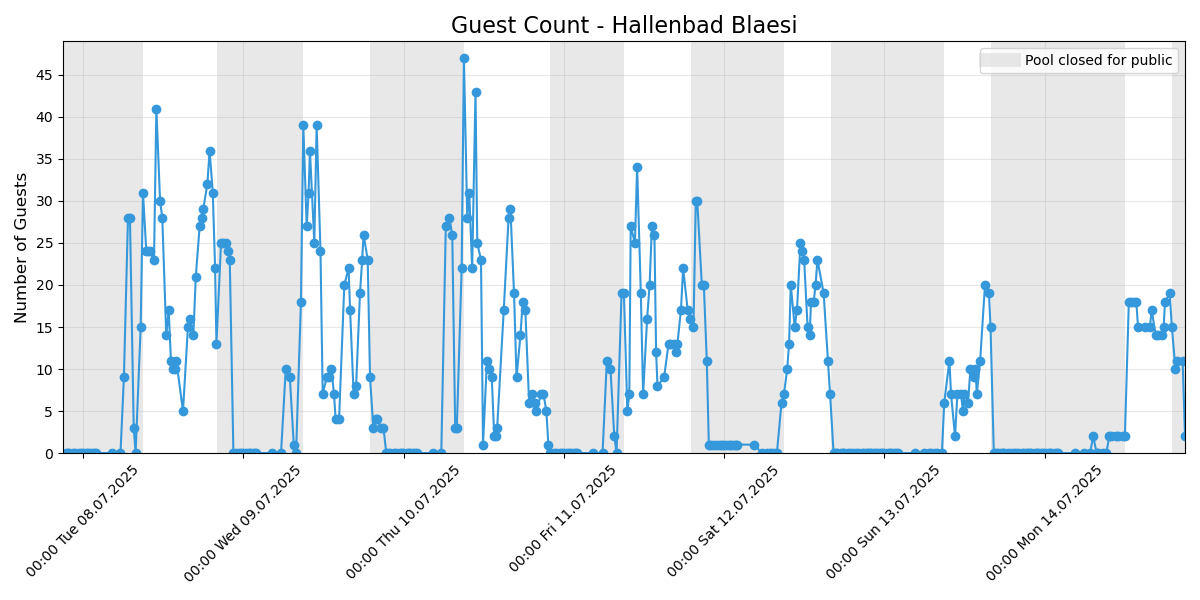 Guest Count - Hallenbad Blaesi
Pool closed for public
Number of Guests
45
40
35
30
25
20
15
10
5
0
00:00 Tue 08.07.2025
00:00 Wed 09.07.2025
00:00 Thu 10.07.2025
00:00 Fri 11.07.2025
00:00 Sat 12.07.2025
00:00 Sun 13.07.2025
00:00 Mon 14.07.2025